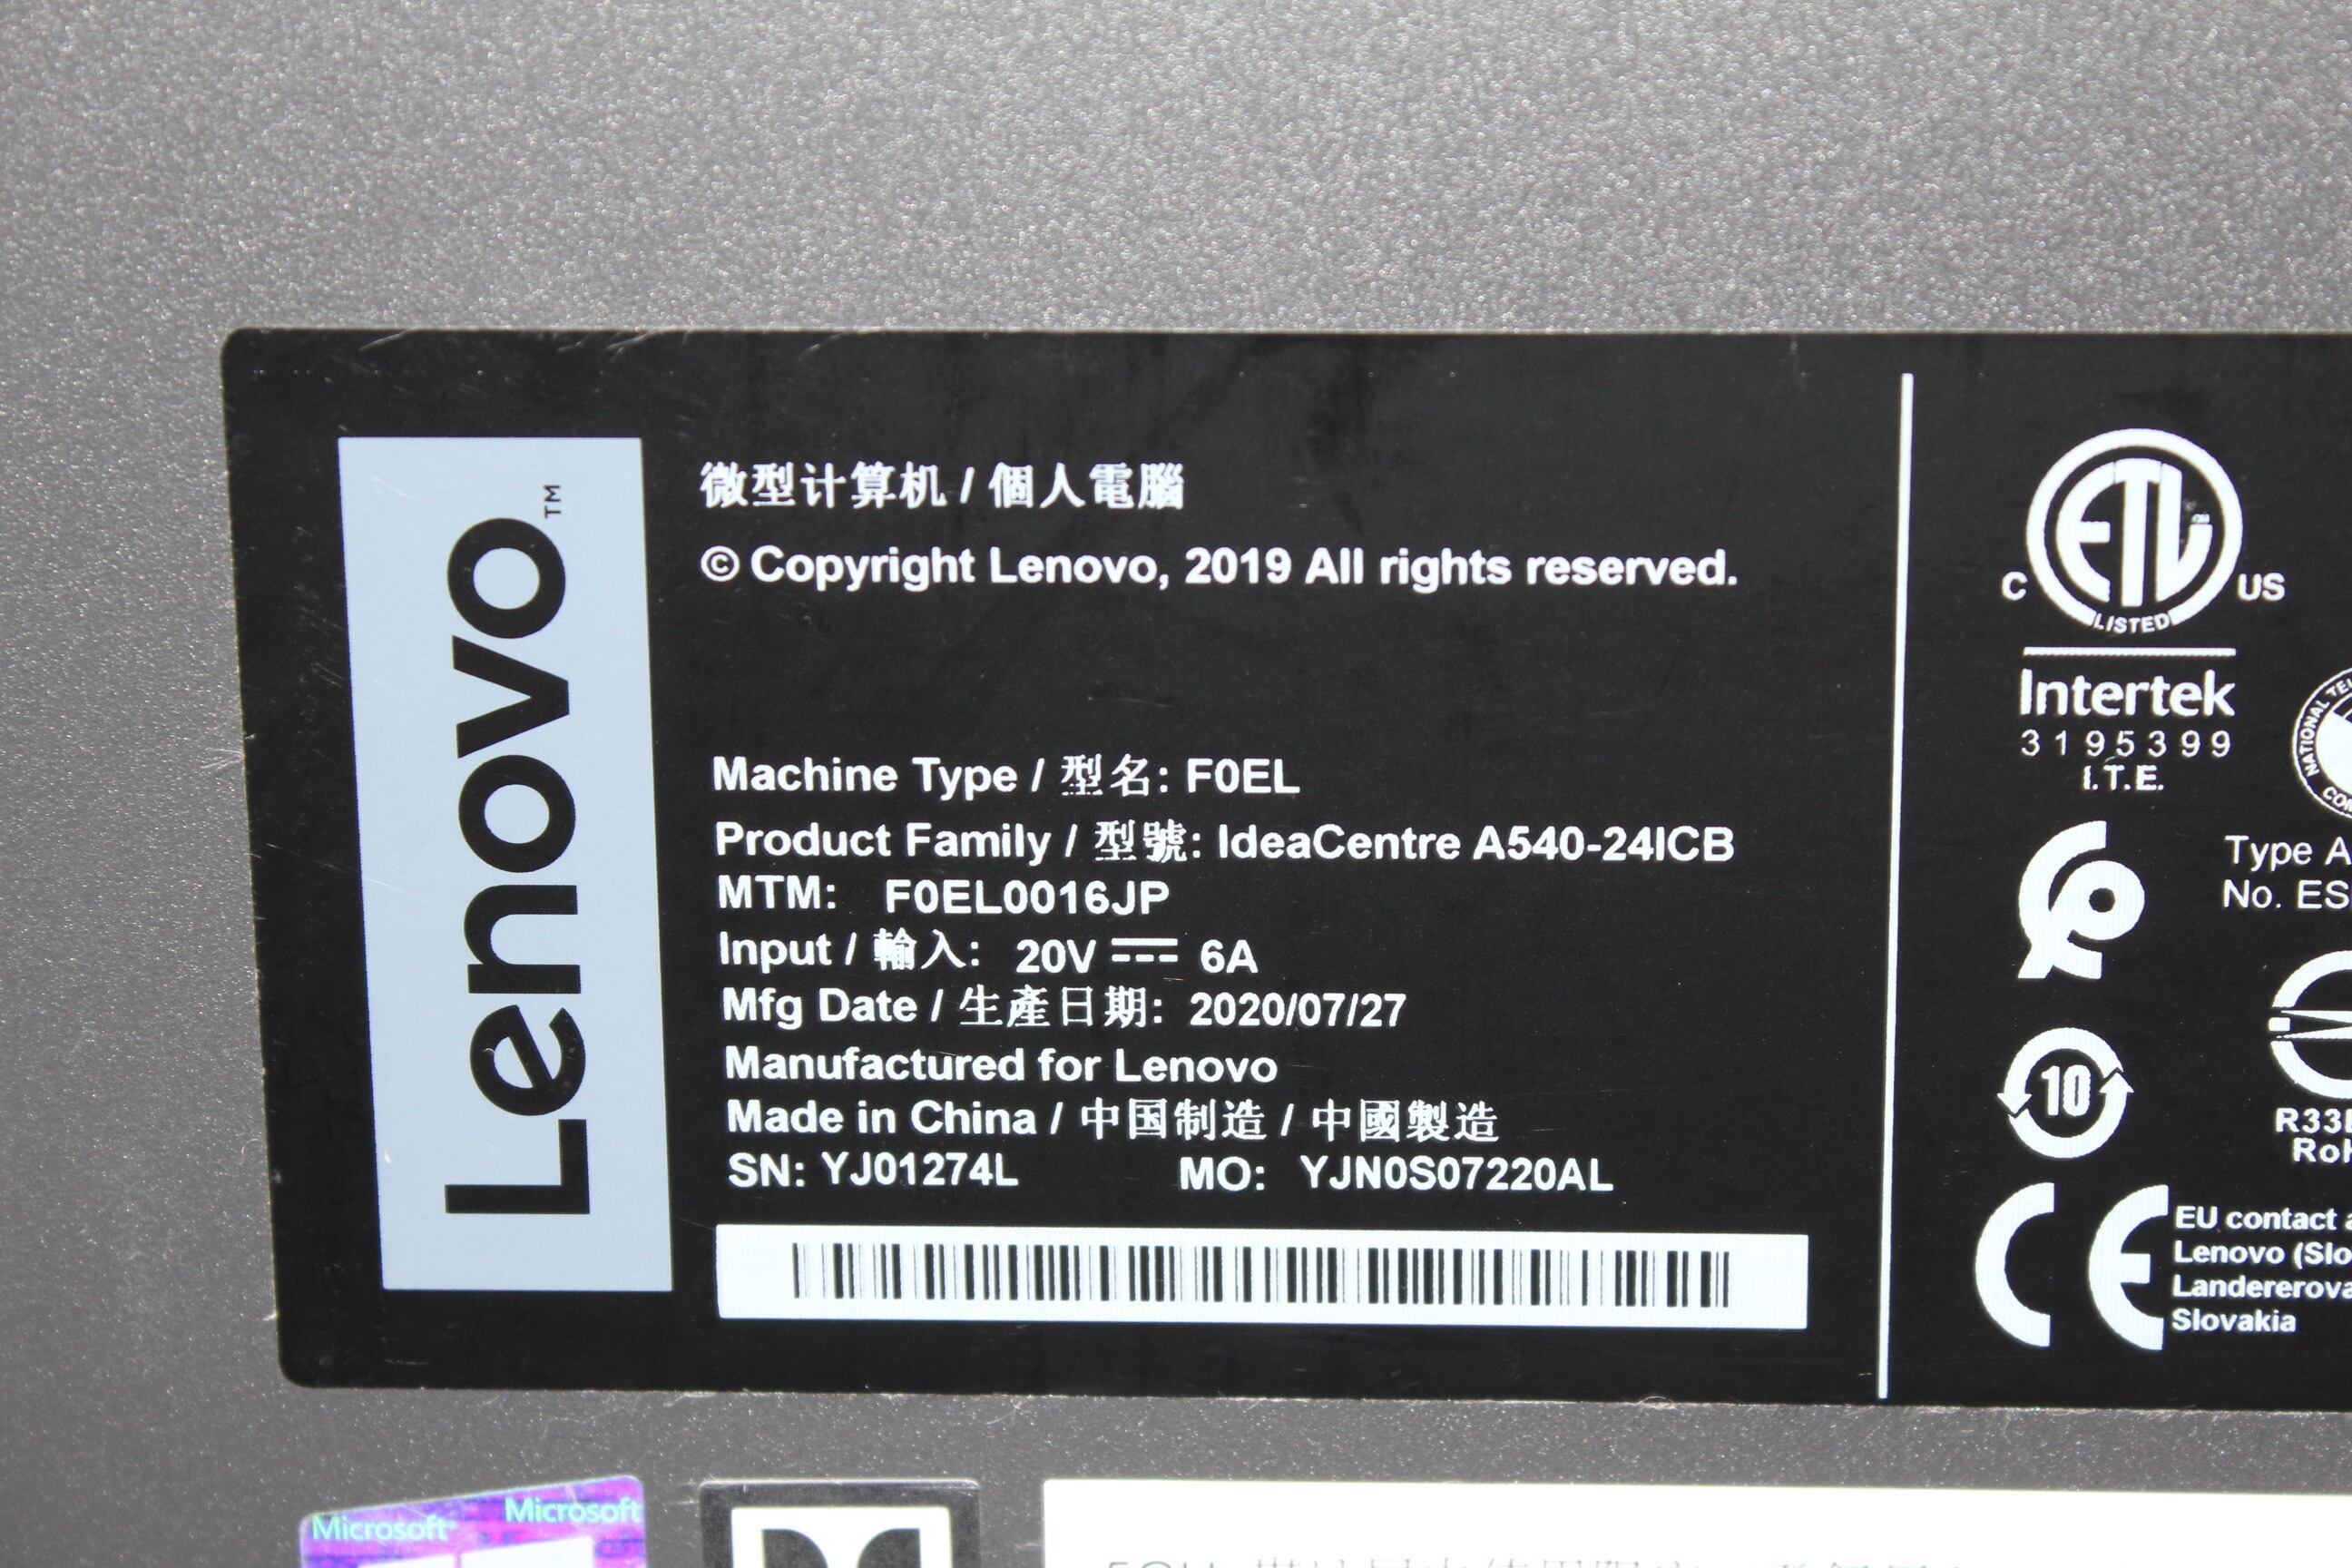 Lenovo™
微型计算机 / 個人電腦
© Copyright Lenovo, 2019 All rights reserved.
Machine Type / 型名: F0EL
Product Family / 型號: IdeaCentre A540-24ICB
MTM: F0EL0016JP
Input / 輸入: 20V ⎓ 6A
Mfg Date / 生產日期: 2020/07/27
Manufactured for Lenovo
Made in China / 中国制造 / 中國製造
SN: YJ01274L MO: YJN0S07220AL
ETL
C US
LISTED
Intertek
3195399
I.T.E.
NATIONAL
Type A
No. ES
10
CE
EU contact
Lenovo (Slo
Landererova
Slovakia
Microsoft Microsoft